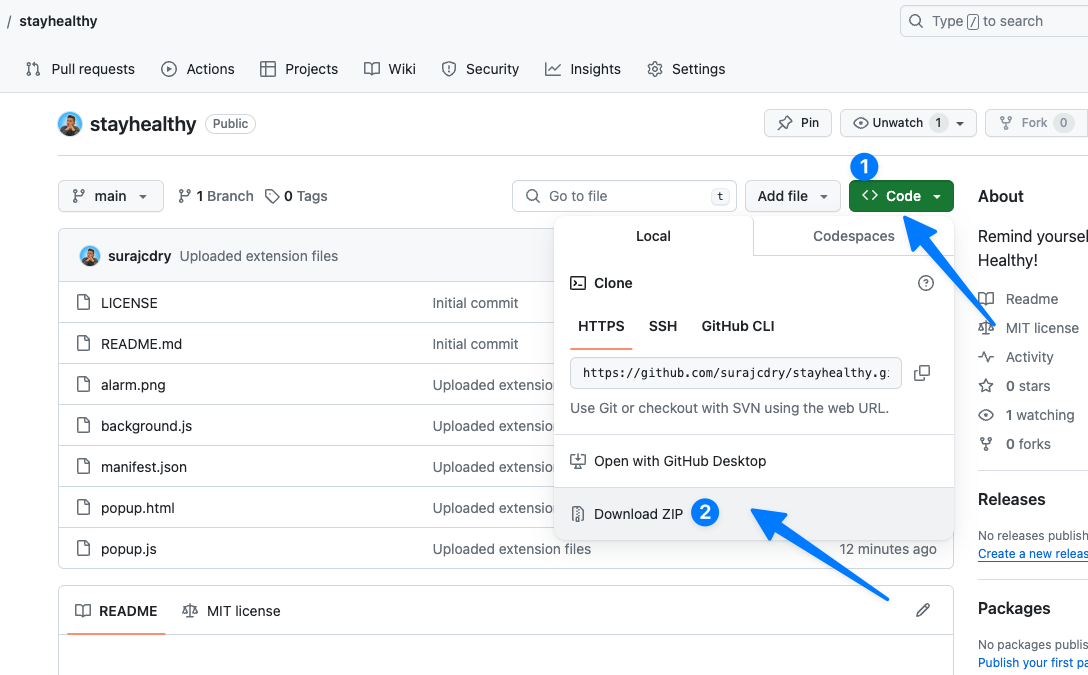 / stayhealthy
Type / to search
Pull requests Actions Projects Wiki Security Insights Settings
stayhealthy Public
Pin Unwatch 1 Fork 0
1
main 1 Branch 0 Tags Go to file t Add file Code
About
Local Codespaces
Remind yoursel
Healthy!
surajcdry Uploaded extension files
Clone
LICENSE Initial commit
Readme
HTTPS SSH GitHub CLI
MIT license
README.md Initial commit
Activity
https://github.com/surajcdry/stayhealthy.gi
alarm.png Uploaded extensio
0 stars
Use Git or checkout with SVN using the web URL.
1 watching
background.js Uploaded extensio
0 forks
Open with GitHub Desktop
manifest.json Uploaded extensio
Releases
popup.html Uploaded extensio
Download ZIP 2
No releases publish
popup.js Uploaded extension files 12 minutes ago
Create a new releas
README MIT license
Packages
No packages publis
Publish your first pa